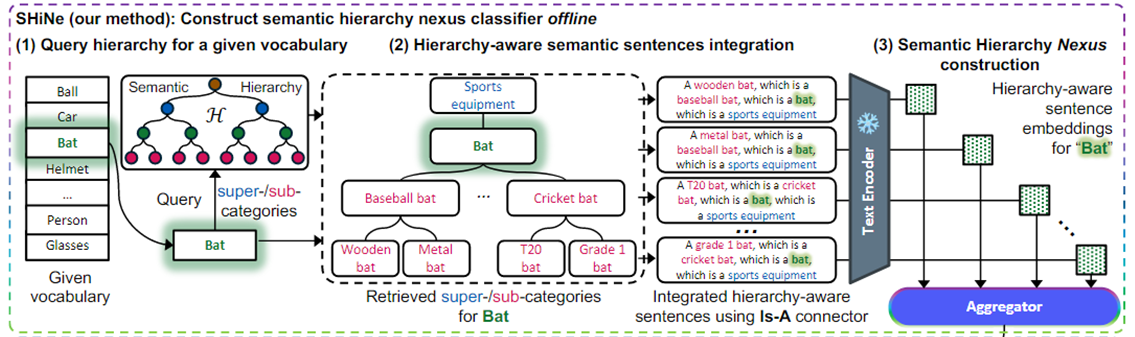 SHiNe (our method): Construct semantic hierarchy nexus classifier offline
(1) Query hierarchy for a given vocabulary
Ball
Car
Bat
Helmet
...
Person
Glasses
Given
vocabulary
Semantic
Hierarchy
ℋ
Query
super-/sub-
categories
Bat
(2) Hierarchy-aware semantic sentences integration
Sports
equipment
Bat
Baseball bat
...
Cricket bat
Wooden
bat
Metal
bat
T20
bat
Grade 1
bat
Retrieved super-/sub-categories
for Bat
A wooden bat, which is a
baseball bat, which is a bat,
which is a sports equipment
A metal bat, which is a
baseball bat, which is a bat,
which is a sports equipment
A T20 bat, which is a cricket
bat, which is a bat, which is
a sports equipment
...
A grade 1 bat, which is a
cricket bat, which is a bat,
which is a sports equipment
Integrated hierarchy-aware
sentences using Is-A connector
Text Encoder
(3) Semantic Hierarchy Nexus
construction
Hierarchy-aware
sentence
embeddings
for "Bat"
...
Aggregator